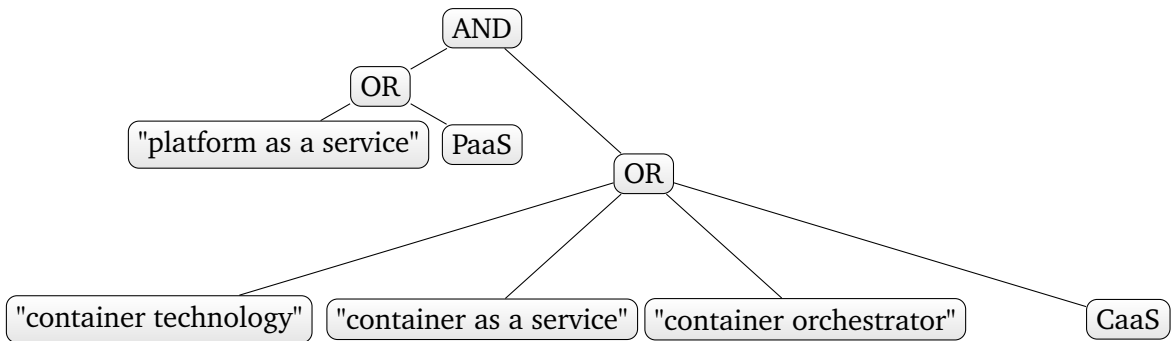 AND
OR
"platform as a service"
PaaS
OR
"container technology"
"container as a service"
"container orchestrator"
CaaS